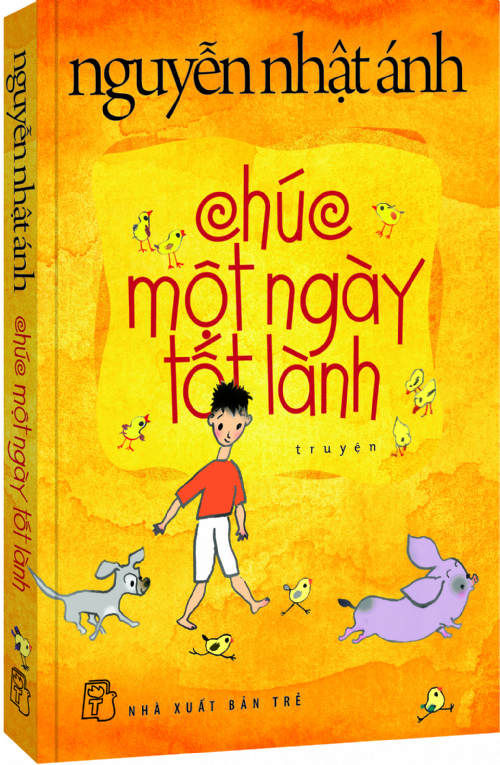 nguyễn nhật ánh
chúc
một ngày
tốt lành
truyện
NHÀ XUẤT BẢN TRẺ
nguyễn nhật ánh
chúc một ngày tốt lành
T